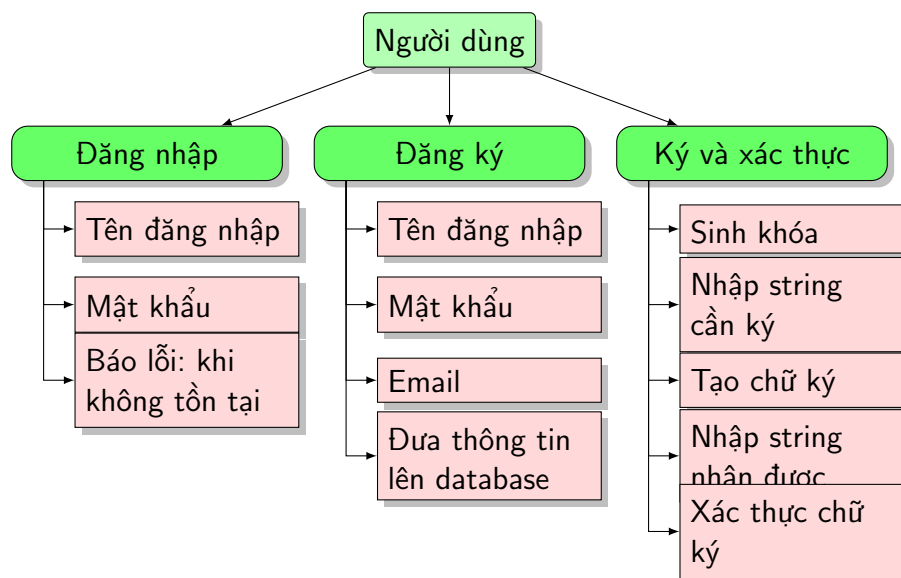 Người dùng
Đăng nhập
Tên đăng nhập
Mật khẩu
Báo lỗi: khi
không tồn tại
Đăng ký
Tên đăng nhập
Mật khẩu
Email
Đưa thông tin
lên database
Ký và xác thực
Sinh khóa
Nhập string
cần ký
Tạo chữ ký
Nhập string
nhận được
Xác thực chữ
ký